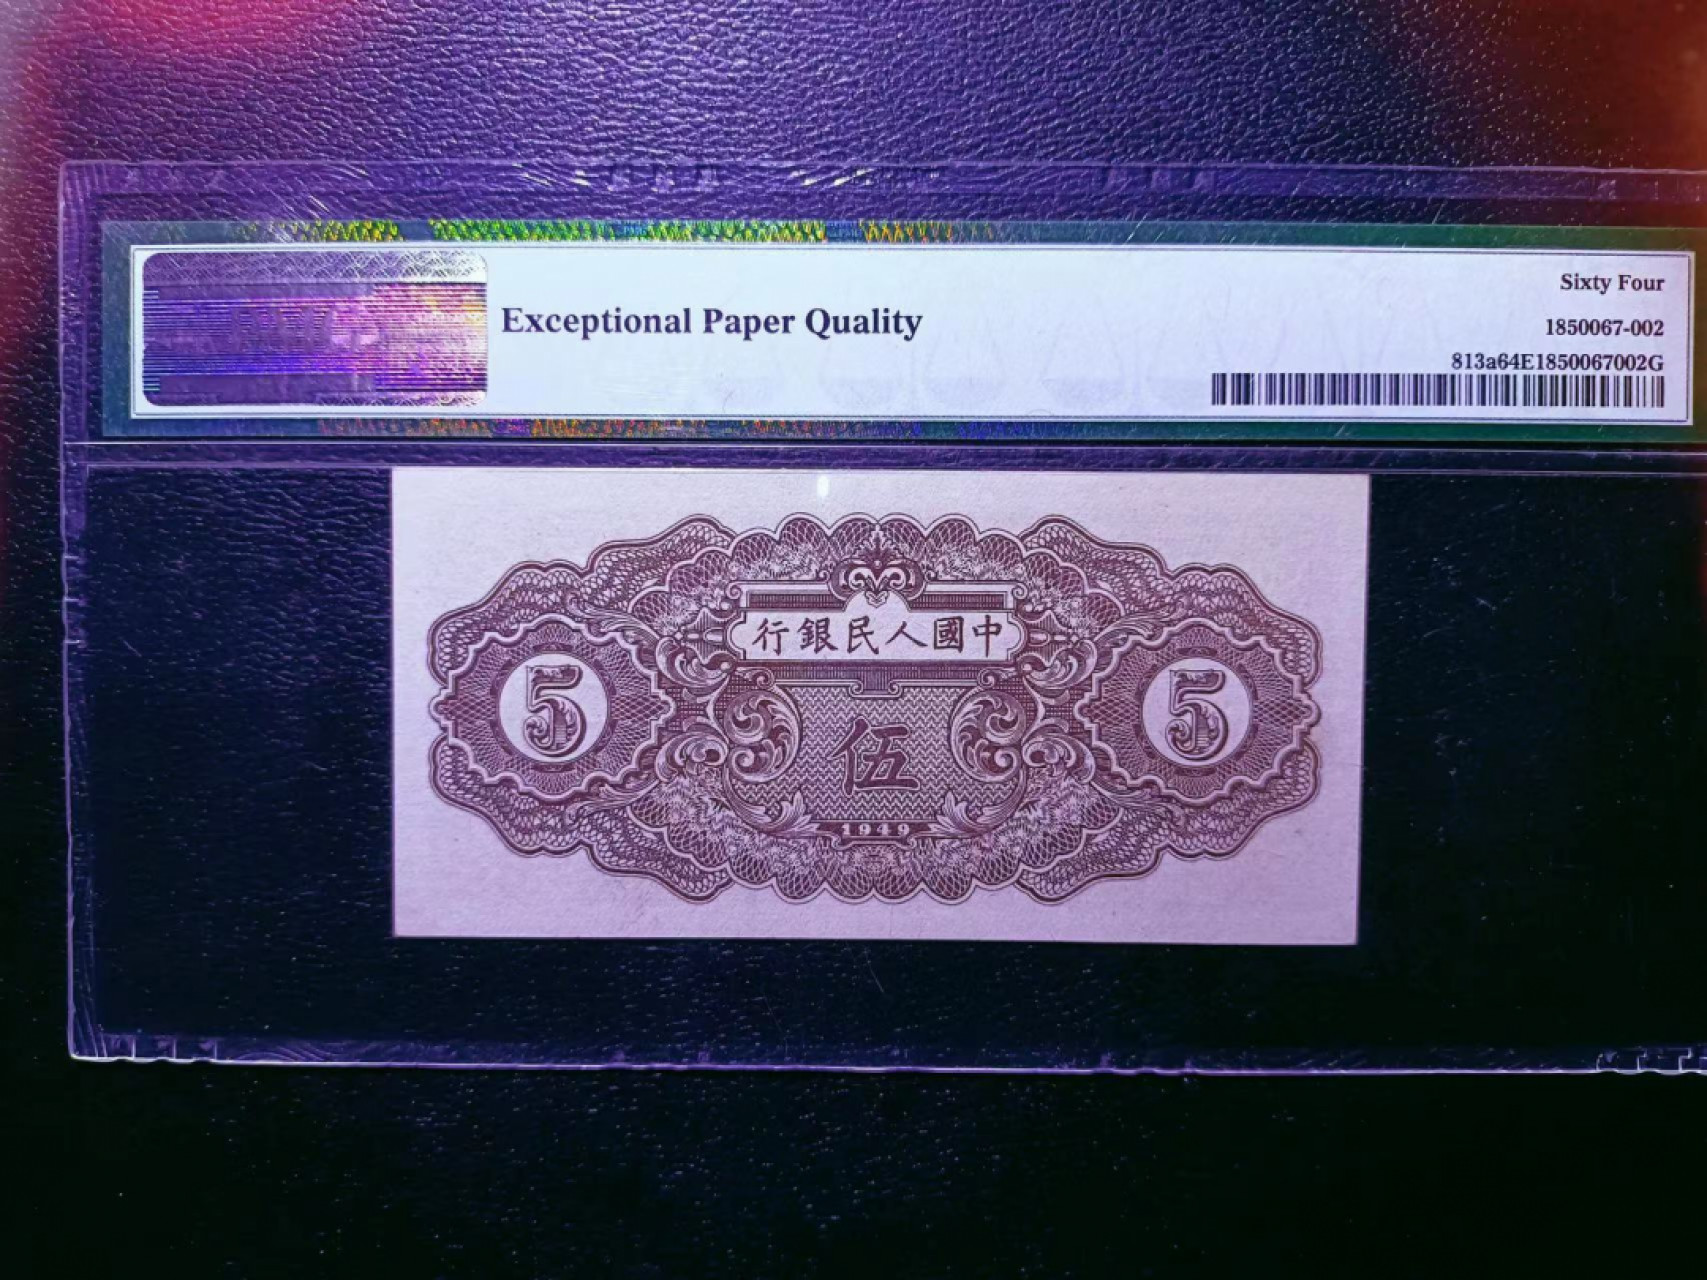 Exceptional Paper Quality
Sixty Four
1850067-002
813a64E1850067002G
行銀民人國中
5
伍
5
1949